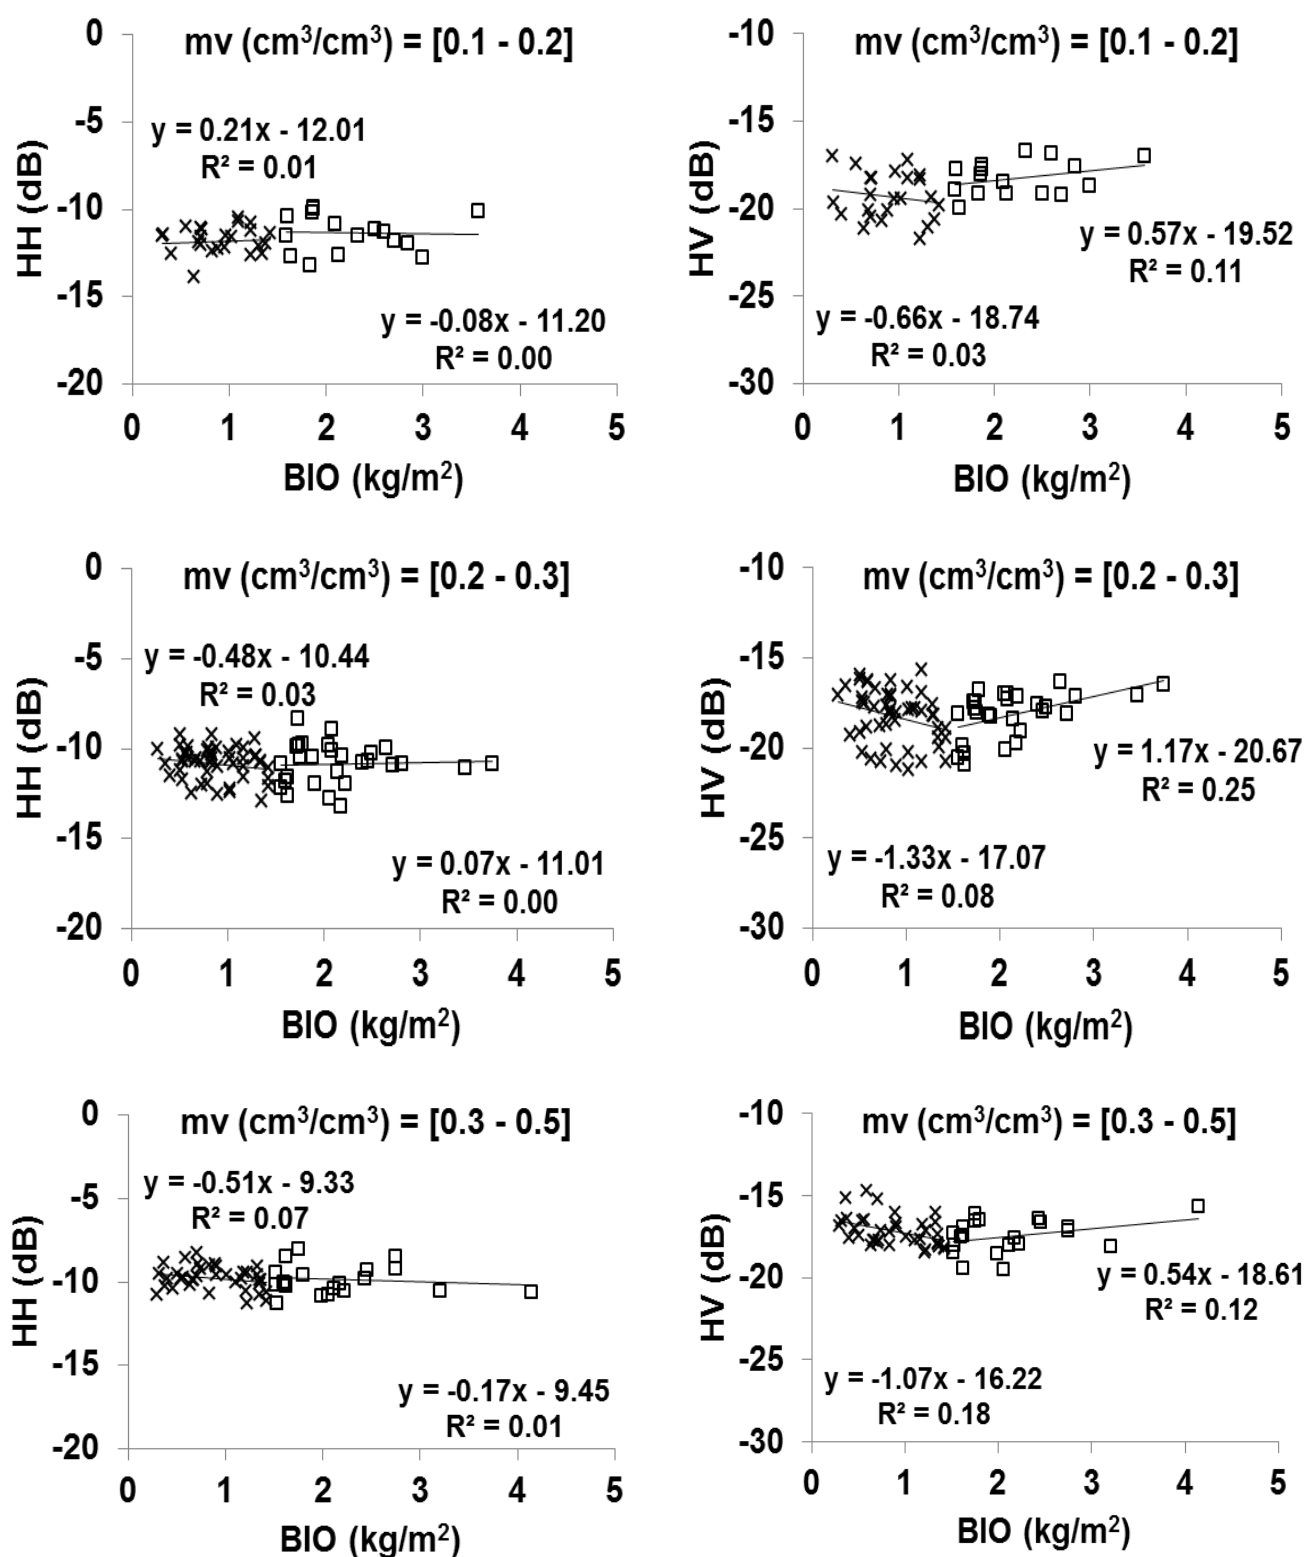 mv (cm³/cm³) = [0.1 - 0.2]
0
-5
-10
-15
-20
HH (dB)
y = 0.21x - 12.01
R² = 0.01
y = -0.08x - 11.20
R² = 0.00
0 1 2 3 4 5
BIO (kg/m²)
mv (cm³/cm³) = [0.1 - 0.2]
-10
-15
-20
-25
-30
HV (dB)
y = 0.57x - 19.52
R² = 0.11
y = -0.66x - 18.74
R² = 0.03
0 1 2 3 4 5
BIO (kg/m²)
mv (cm³/cm³) = [0.2 - 0.3]
0
-5
-10
-15
-20
HH (dB)
y = -0.48x - 10.44
R² = 0.03
y = 0.07x - 11.01
R² = 0.00
0 1 2 3 4 5
BIO (kg/m²)
mv (cm³/cm³) = [0.2 - 0.3]
-10
-15
-20
-25
-30
HV (dB)
y = 1.17x - 20.67
R² = 0.25
y = -1.33x - 17.07
R² = 0.08
0 1 2 3 4 5
BIO (kg/m²)
mv (cm³/cm³) = [0.3 - 0.5]
0
-5
-10
-15
-20
HH (dB)
y = -0.51x - 9.33
R² = 0.07
y = -0.17x - 9.45
R² = 0.01
0 1 2 3 4 5
BIO (kg/m²)
mv (cm³/cm³) = [0.3 - 0.5]
-10
-15
-20
-25
-30
HV (dB)
y = 0.54x - 18.61
R² = 0.12
y = -1.07x - 16.22
R² = 0.18
0 1 2 3 4 5
BIO (kg/m²)